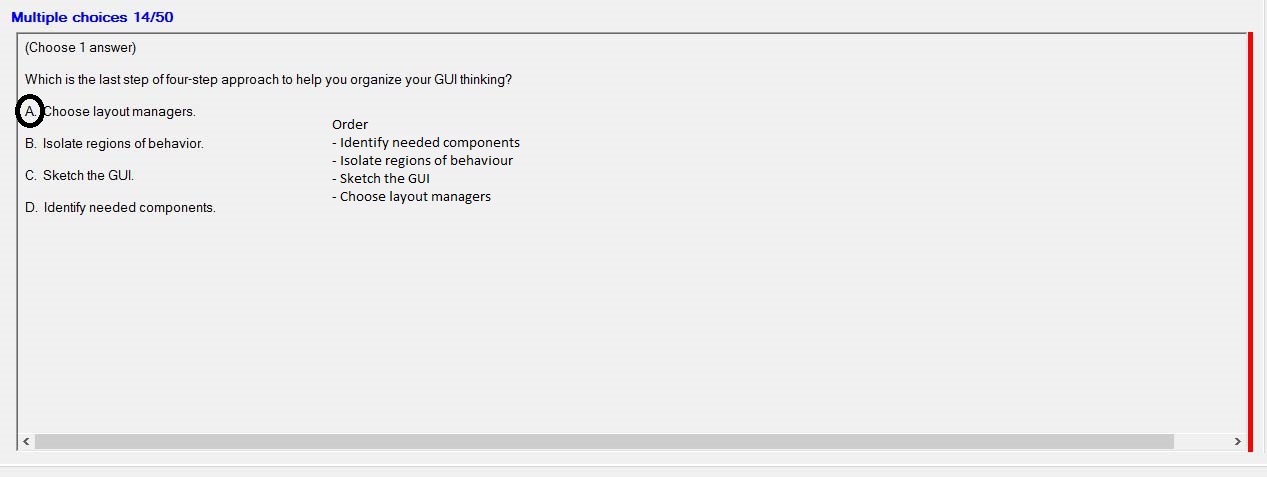 Multiple choices 14/50
(Choose 1 answer)
Which is the last step of four-step approach to help you organize your GUI thinking?
A. Choose layout managers.
B. Isolate regions of behavior.
C. Sketch the GUI.
D. Identify needed components.
Order
- Identify needed components
- Isolate regions of behaviour
- Sketch the GUI
- Choose layout managers